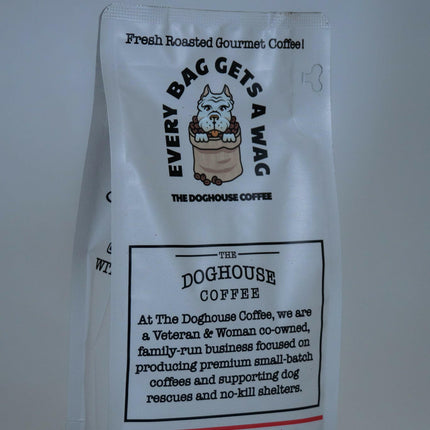 Fresh Roasted Gourmet Coffee!
EVERY BAG GETS A WAG
THE DOGHOUSE COFFEE
THE
DOGHOUSE
COFFEE
At The Doghouse Coffee, we are
a Veteran & Woman co-owned,
family-run business focused on
producing premium small-batch
coffees and supporting dog
rescues and no-kill shelters.